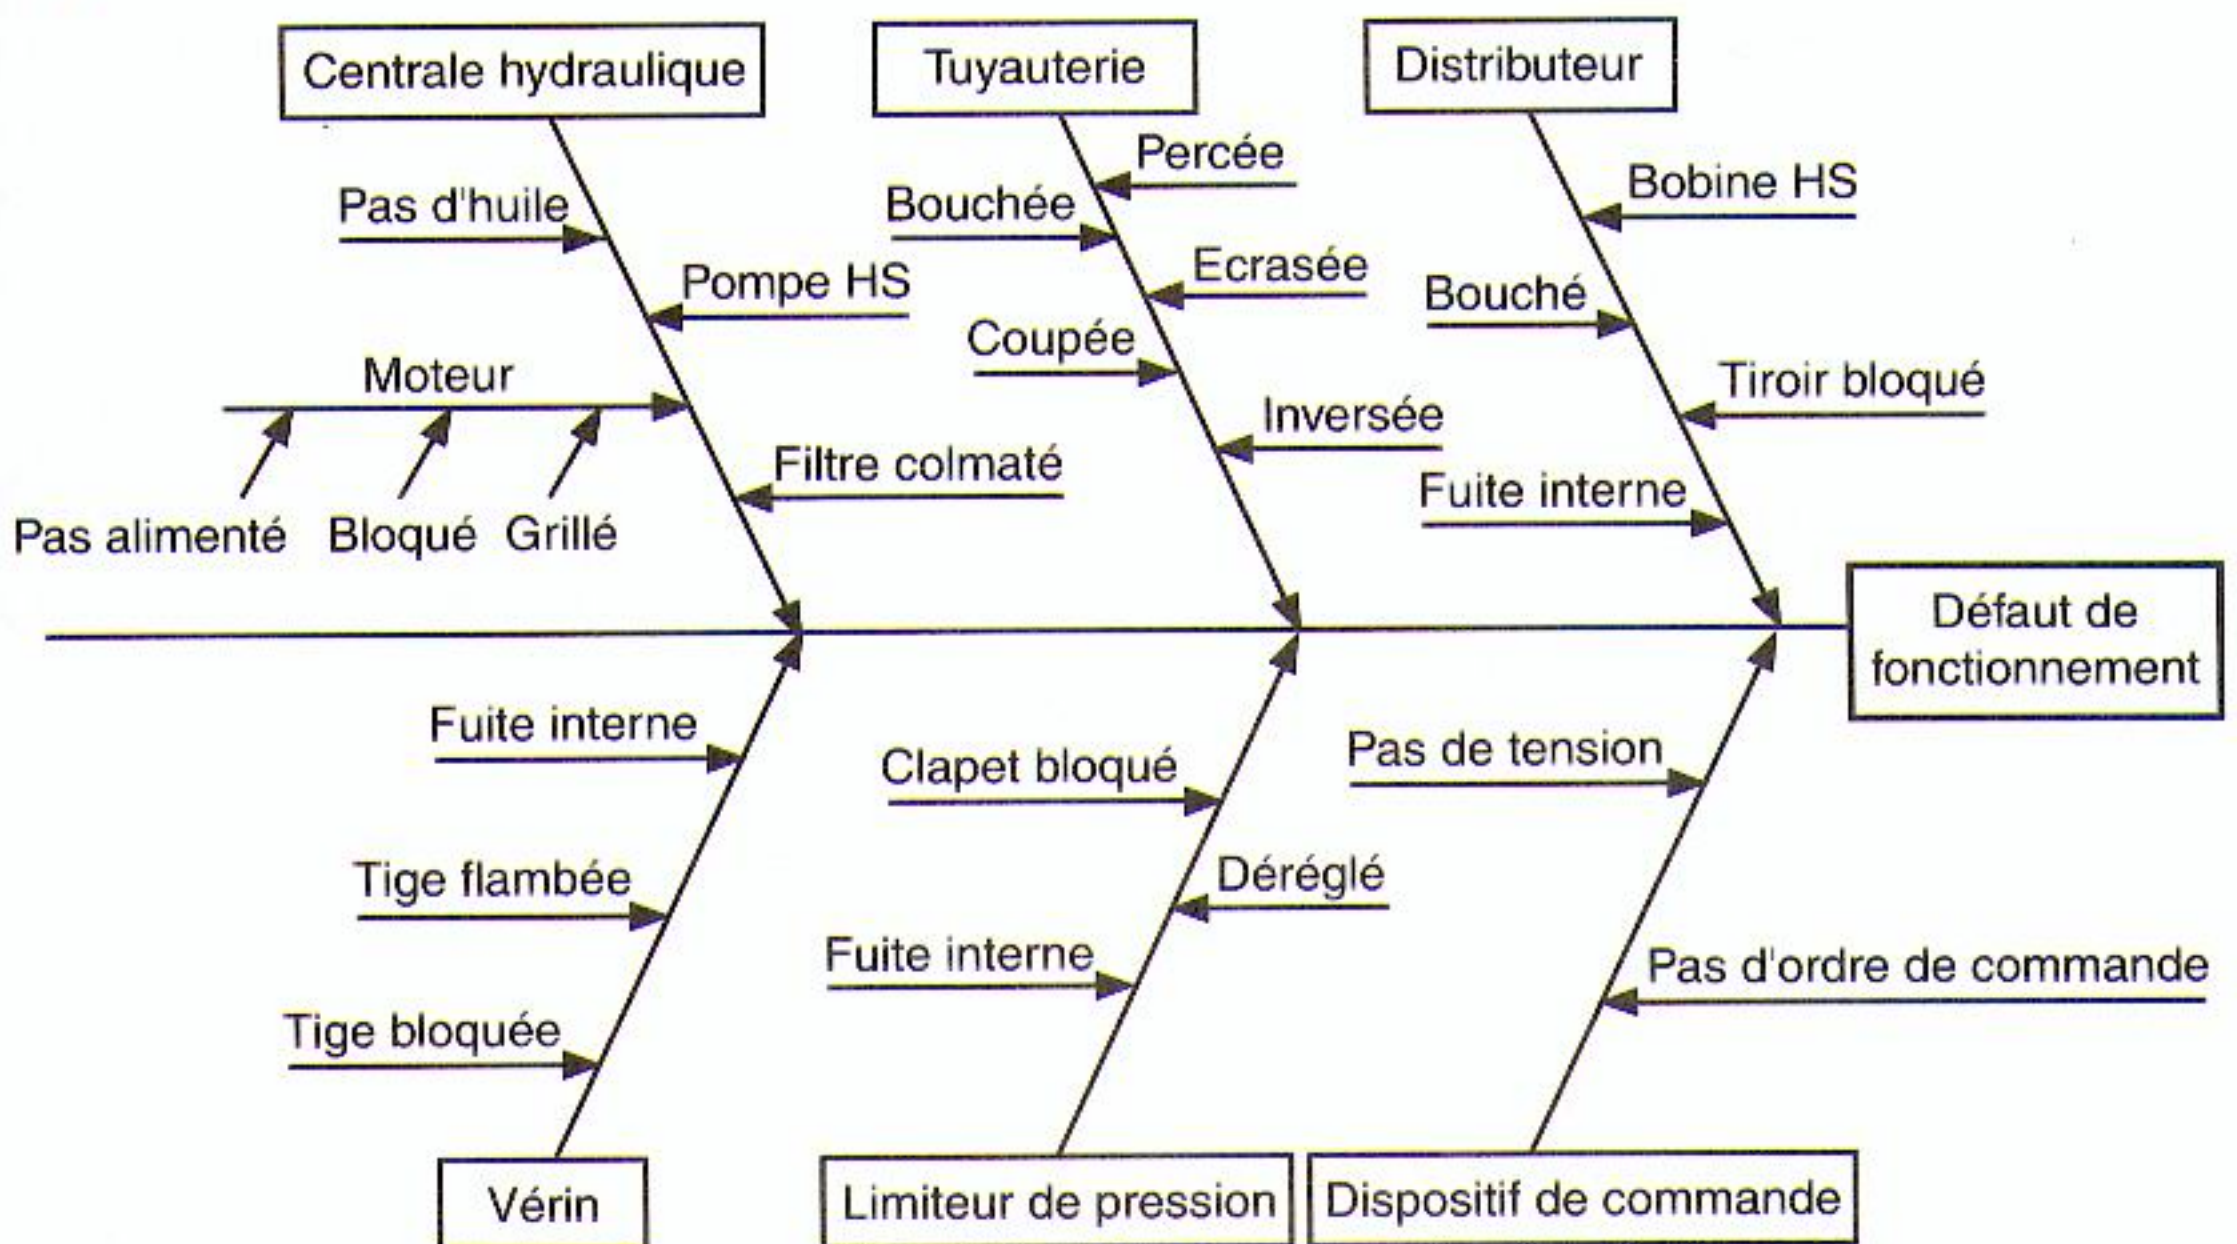 Centrale hydraulique
Tuyauterie
Distributeur
Percée
Bobine HS
Pas d'huile
Bouchée
Ecrasée
Pompe HS
Bouché
Coupée
Moteur
Tiroir bloqué
Inversée
Filtre colmaté
Fuite interne
Pas alimenté
Bloqué
Grillé
Défaut de
fonctionnement
Fuite interne
Clapet bloqué
Pas de tension
Tige flambée
Déréglé
Fuite interne
Pas d'ordre de commande
Tige bloquée
Vérin
Limiteur de pression
Dispositif de commande